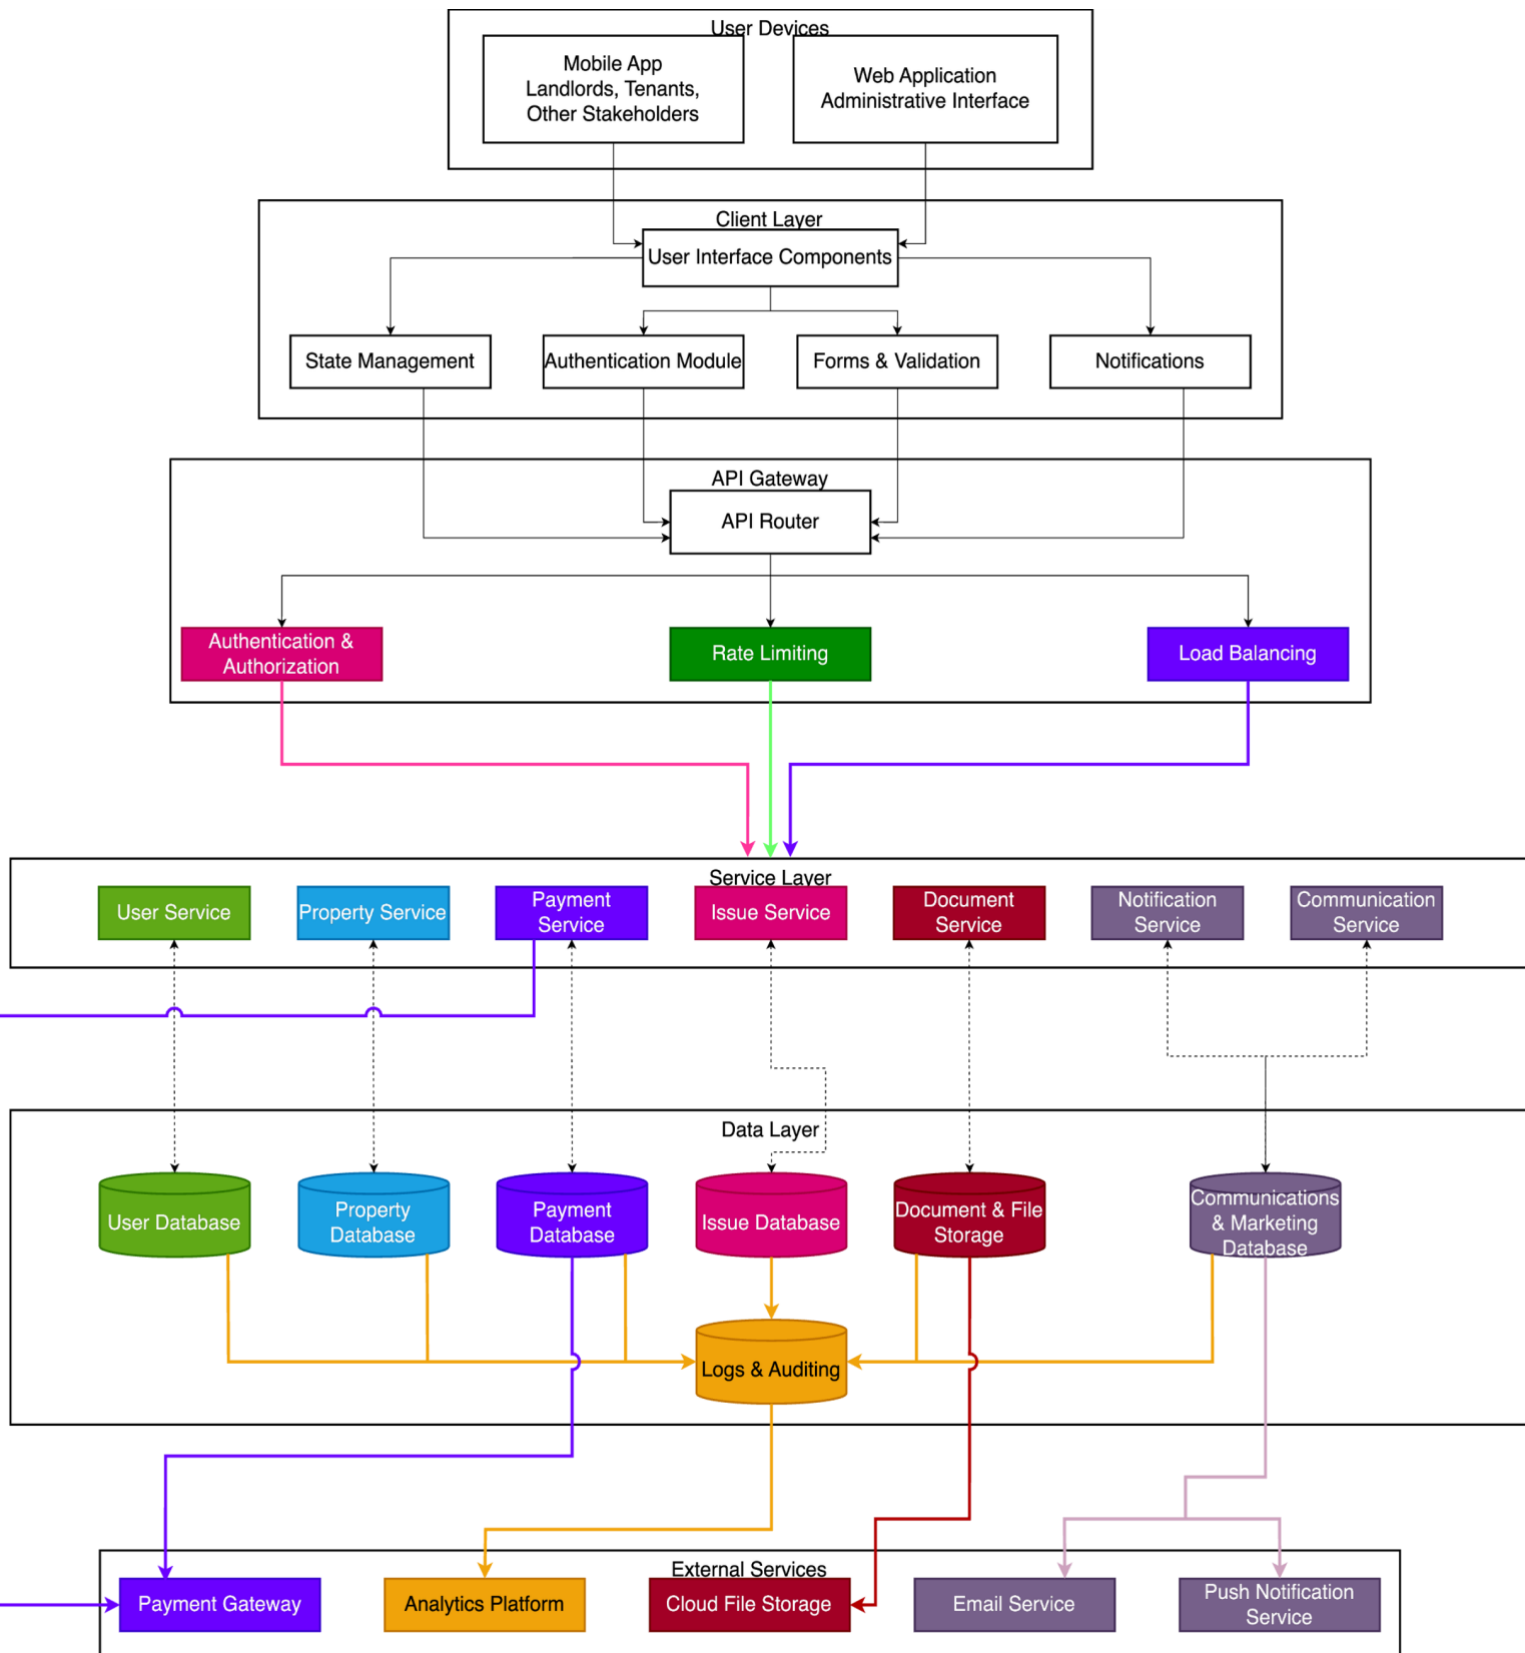 User Devices
Mobile App
Landlords, Tenants,
Other Stakeholders
Web Application
Administrative Interface
Client Layer
User Interface Components
State Management
Authentication Module
Forms & Validation
Notifications
API Gateway
API Router
Authentication &
Authorization
Rate Limiting
Load Balancing
Service Layer
User Service
Property Service
Payment
Service
Issue Service
Document
Service
Notification
Service
Communication
Service
Data Layer
User Database
Property
Database
Payment
Database
Issue Database
Document & File
Storage
Communications
& Marketing
Database
Logs & Auditing
External Services
Payment Gateway
Analytics Platform
Cloud File Storage
Email Service
Push Notification
Service